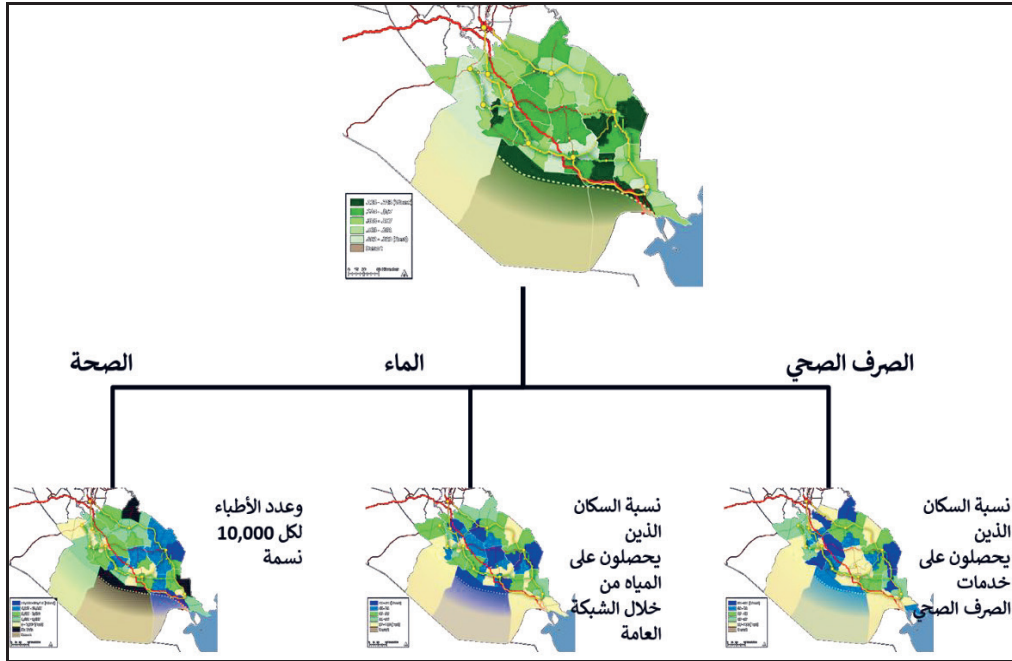 الصرف الصحي
الماء
الصحة
نسبة السكان
الذين
يحصلون على
خدمات
الصرف الصحي
نسبة السكان
الذين
يحصلون على
المياه من
خلال الشبكة
العامة
وعدد الأطباء
لكل 10,000
نسمة